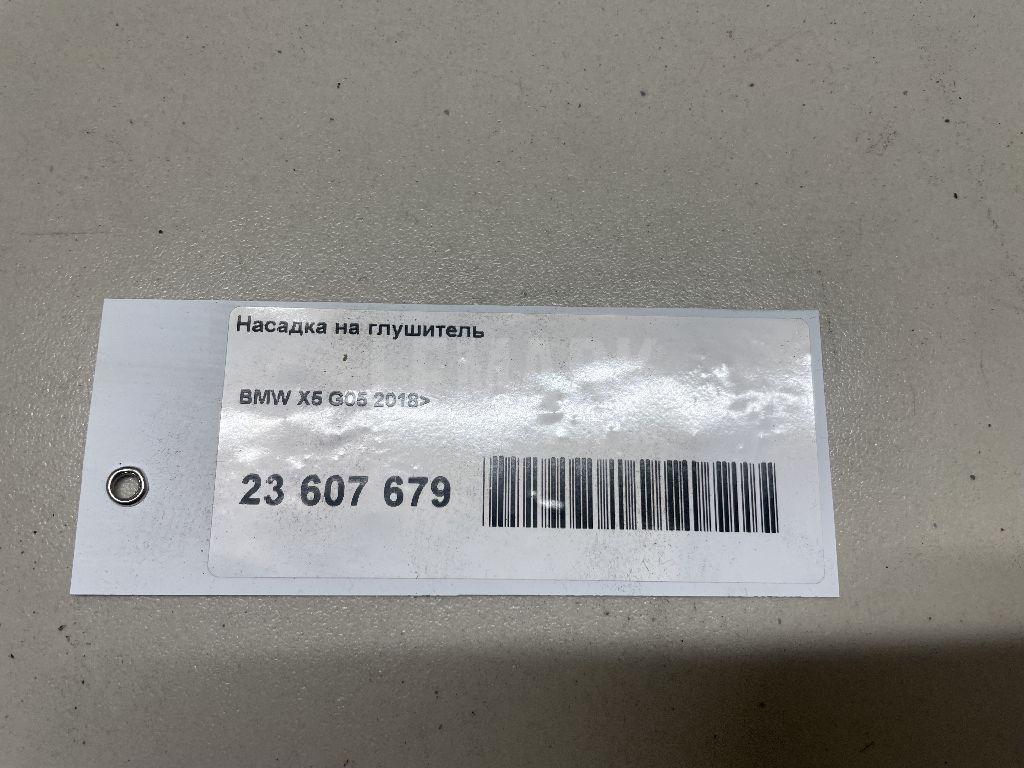 Насадка на глушитель
BMW X5 G05 2018>
23 607 679